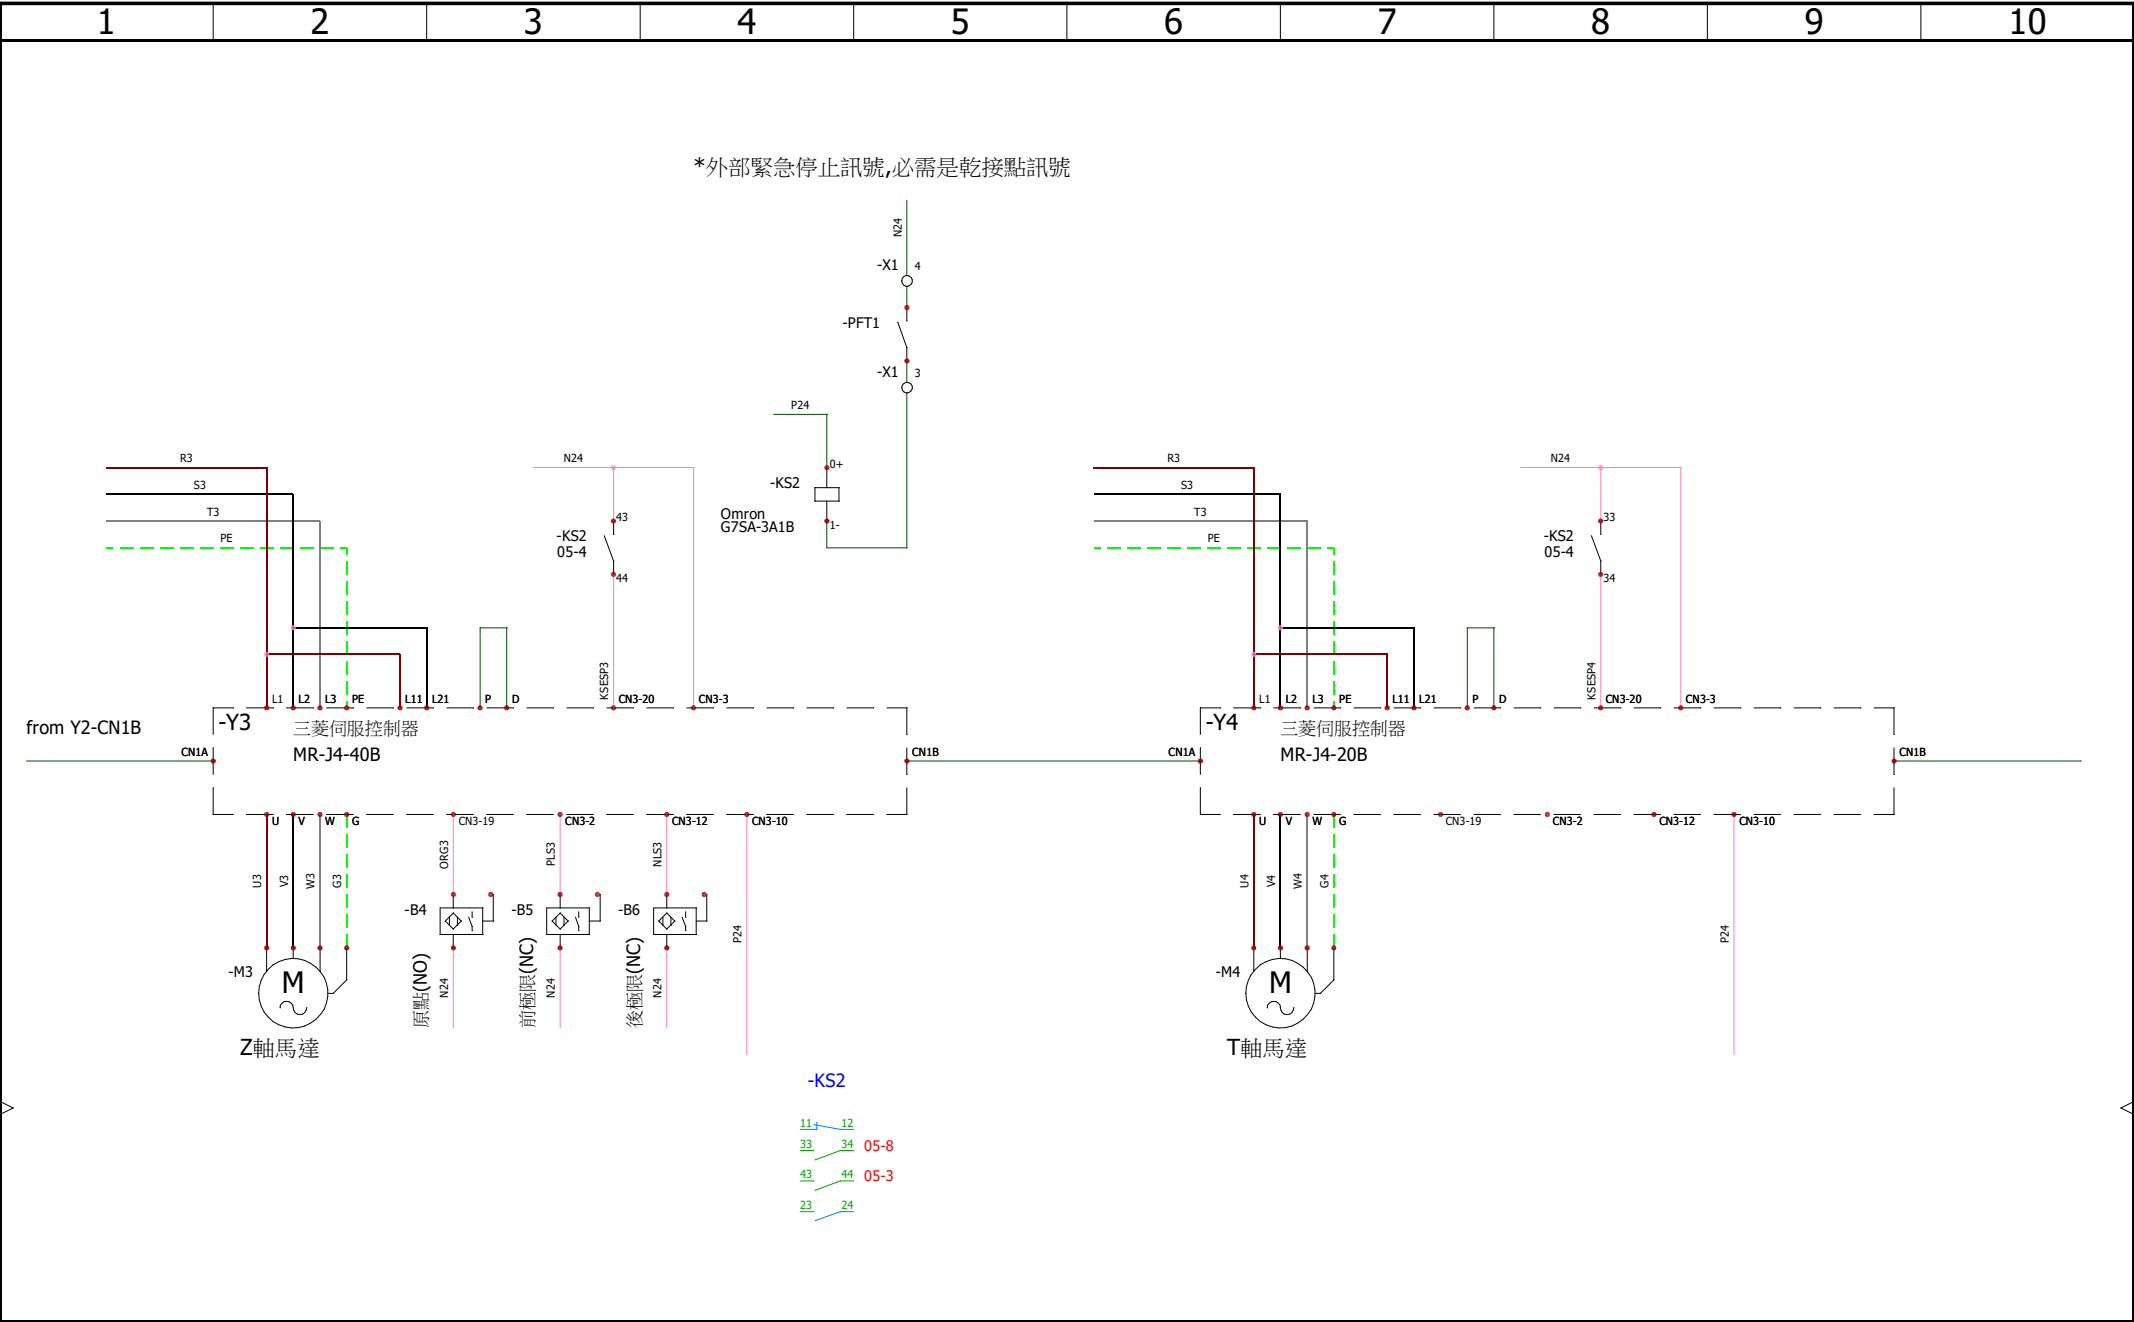 1 2 3 4 5 6 7 8 9 10
*外部緊急停止訊號,必需是乾接點訊號
N24
-X1 4
-PFT1
-X1 3
P24
0+
-KS2
Omron
G7SA-3A1B
1-
R3
S3
T3
PE
N24
43
-KS2
05-4
44
KSESP3
L1 L2 L3 PE L11 L21 P D CN3-20 CN3-3
from Y2-CN1B
-Y3
三菱伺服控制器
MR-J4-40B
CN1A
CN1B
U V W G CN3-19 CN3-2 CN3-12 CN3-10
U3 V3 W3 G3 ORG3 PLS3 NLS3
-B4 -B5 -B6
P24
-M3
M
原點(NO)
N24
前極限(NC)
N24
後極限(NC)
N24
Z軸馬達
R3
S3
T3
PE
N24
33
-KS2
05-4
34
KSESP4
L1 L2 L3 PE L11 L21 P D CN3-20 CN3-3
-Y4
三菱伺服控制器
MR-J4-20B
CN1A
CN1B
U V W G CN3-19 CN3-2 CN3-12 CN3-10
U4 V4 W4 G4
P24
-M4
M
T軸馬達
-KS2
11 12
33 34 05-8
43 44 05-3
23 24